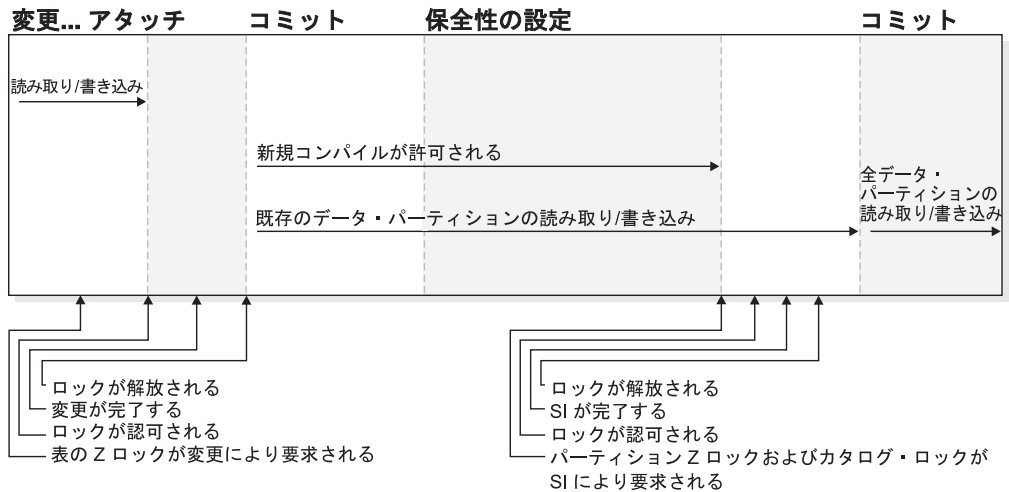 変更... アタッチ コミット 保全性の設定 コミット
読み取り/書き込み
新規コンパイルが許可される
既存のデータ・パーティションの読み取り/書き込み
全データ・
パーティションの
読み取り/書き込み
ロックが解放される
変更が完了する
ロックが認可される
表の Z ロックが変更により要求される
ロックが解放される
SI が完了する
ロックが認可される
パーティション Z ロックおよびカタログ・ロックが
SI により要求される